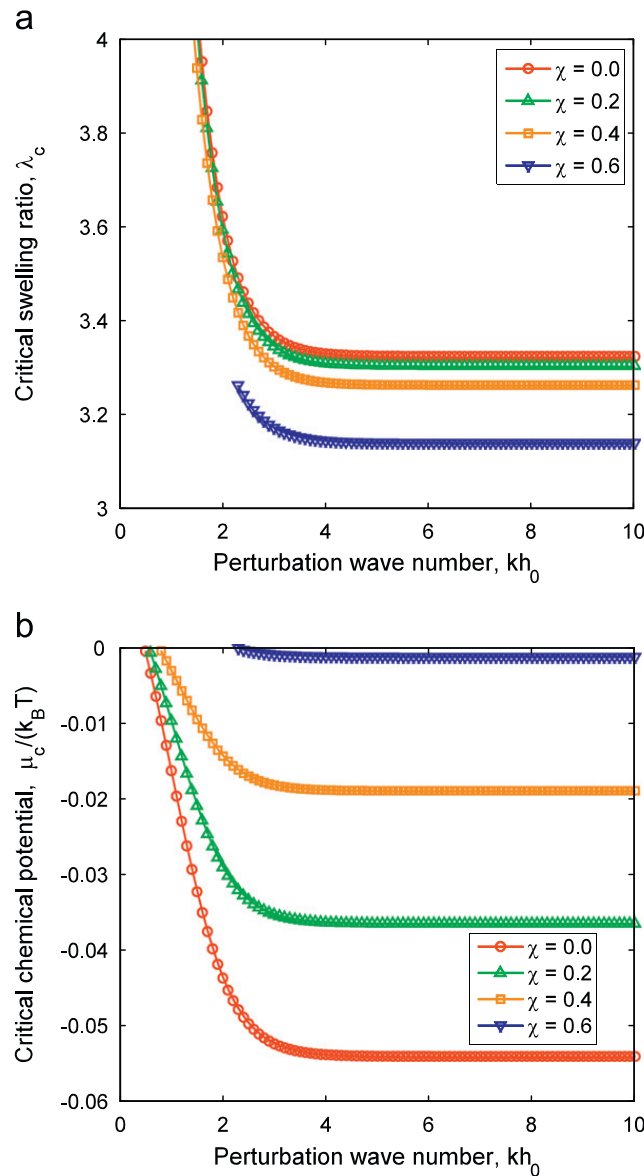 a
4
3.8
3.6
3.4
3.2
3
Critical swelling ratio, λc
χ = 0.0
χ = 0.2
χ = 0.4
χ = 0.6
0 2 4 6 8 10
Perturbation wave number, kh0
b
0
-0.01
-0.02
-0.03
-0.04
-0.05
-0.06
Critical chemical potential, μc/(kBT)
χ = 0.0
χ = 0.2
χ = 0.4
χ = 0.6
0 2 4 6 8 10
Perturbation wave number, kh0